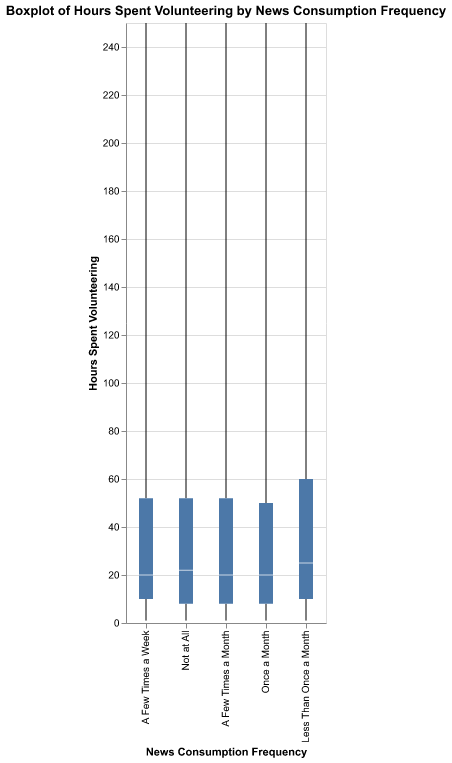 Boxplot of Hours Spent Volunteering by News Consumption Frequency
240
220
200
180
160
140
120
100
80
60
40
20
0
Hours Spent Volunteering
A Few Times a Week
Not at All
A Few Times a Month
Once a Month
Less Than Once a Month
News Consumption Frequency